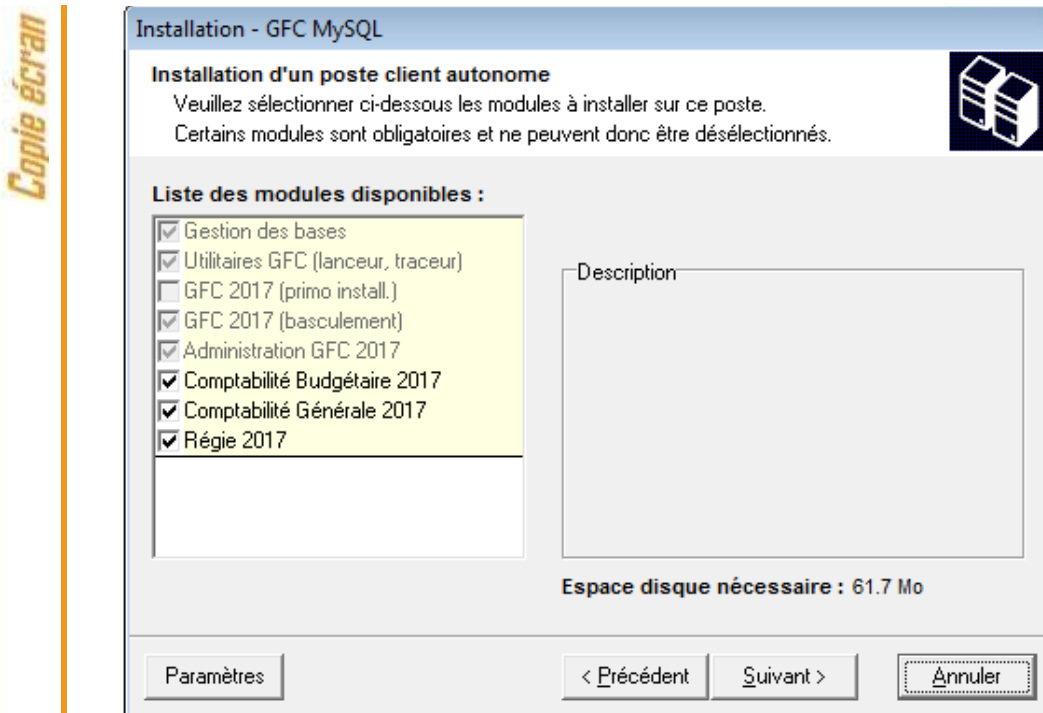 Copie écran
Installation - GFC MySQL
Installation d'un poste client autonome
Veuillez sélectionner ci-dessous les modules à installer sur ce poste.
Certains modules sont obligatoires et ne peuvent donc être désélectionnés.
Liste des modules disponibles :
Gestion des bases
Utilitaires GFC (lanceur, traceur)
GFC 2017 (primo install.)
GFC 2017 (basculement)
Administration GFC 2017
Comptabilité Budgétaire 2017
Comptabilité Générale 2017
Régie 2017
Description
Espace disque nécessaire : 61.7 Mo
Paramètres
< Précédent
Suivant >
Annuler